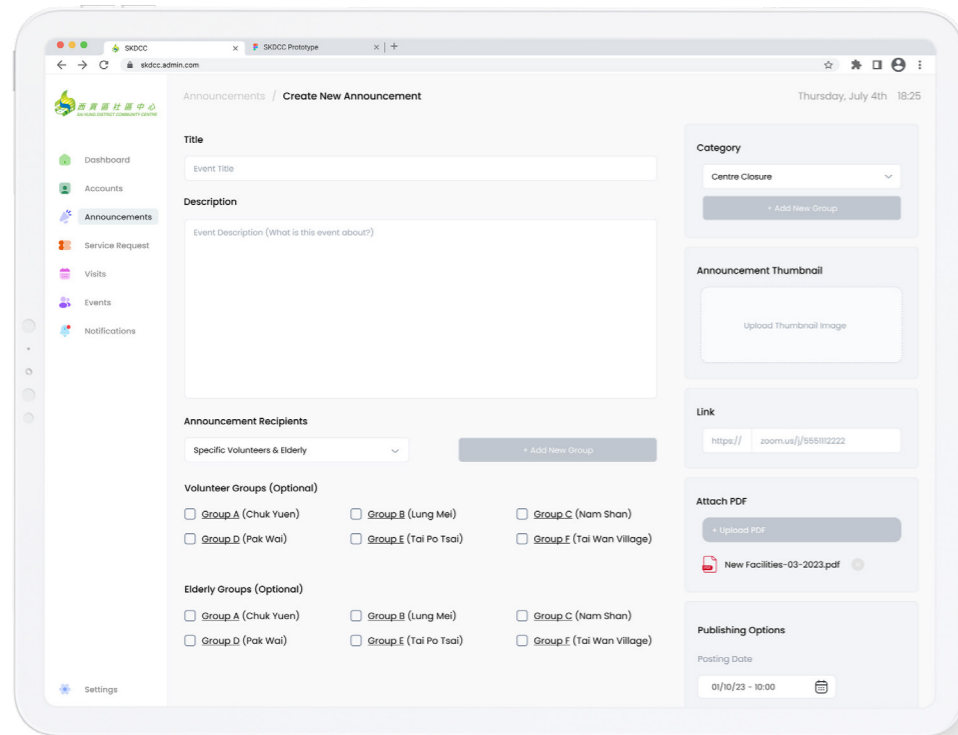 SKDCC
SKDCC Prototype
skdcc.admin.com
西貢區社區中心
SAI KUNG DISTRICT COMMUNITY CENTRE
Announcements / Create New Announcement
Thursday, July 4th 18:25
Dashboard
Accounts
Announcements
Service Request
Visits
Events
Notifications
Settings
Title
Event Title
Description
Event Description (What is this event about?)
Announcement Recipients
Specific Volunteers & Elderly
+ Add New Group
Volunteer Groups (Optional)
Group A (Chuk Yuen)
Group B (Lung Mei)
Group C (Nam Shan)
Group D (Pak Wai)
Group E (Tai Po Tsai)
Group F (Tai Wan Village)
Elderly Groups (Optional)
Group A (Chuk Yuen)
Group B (Lung Mei)
Group C (Nam Shan)
Group D (Pak Wai)
Group E (Tai Po Tsai)
Group F (Tai Wan Village)
Category
Centre Closure
+ Add New Group
Announcement Thumbnail
Upload Thumbnail Image
Link
https:// zoom.us/j/5551112222
Attach PDF
+ Upload PDF
New Facilities-03-2023.pdf
Publishing Options
Posting Date
01/10/23 - 10:00